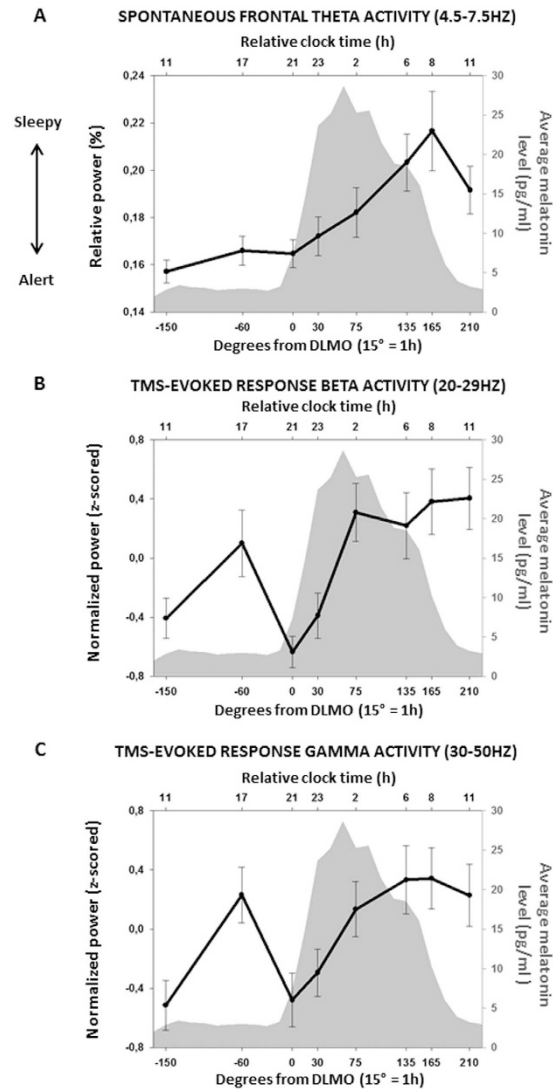 A SPONTANEOUS FRONTAL THETA ACTIVITY (4.5-7.5HZ)
Relative clock time (h)
11 17 21 23 2 6 8 11
Sleepy
Alert
Relative power (%)
0,24
0,22
0,20
0,18
0,16
0,14
30
25
20
15
10
5
0
Average melatonin
level (pg/ml)
-150 -60 0 30 75 135 165 210
Degrees from DLMO (15° = 1h)
B TMS-EVOKED RESPONSE BETA ACTIVITY (20-29HZ)
Relative clock time (h)
11 17 21 23 2 6 8 11
Normalized power (z-scored)
0,8
0,4
0,0
-0,4
-0,8
30
25
20
15
10
5
0
Average melatonin
level (pg/ml)
-150 -60 0 30 75 135 165 210
Degrees from DLMO (15° = 1h)
C TMS-EVOKED RESPONSE GAMMA ACTIVITY (30-50HZ)
Relative clock time (h)
11 17 21 23 2 6 8 11
Normalized power (z-scored)
0,8
0,4
0,0
-0,4
-0,8
30
25
20
15
10
5
0
Average melatonin
level (pg/ml)
-150 -60 0 30 75 135 165 210
Degrees from DLMO (15° = 1h)